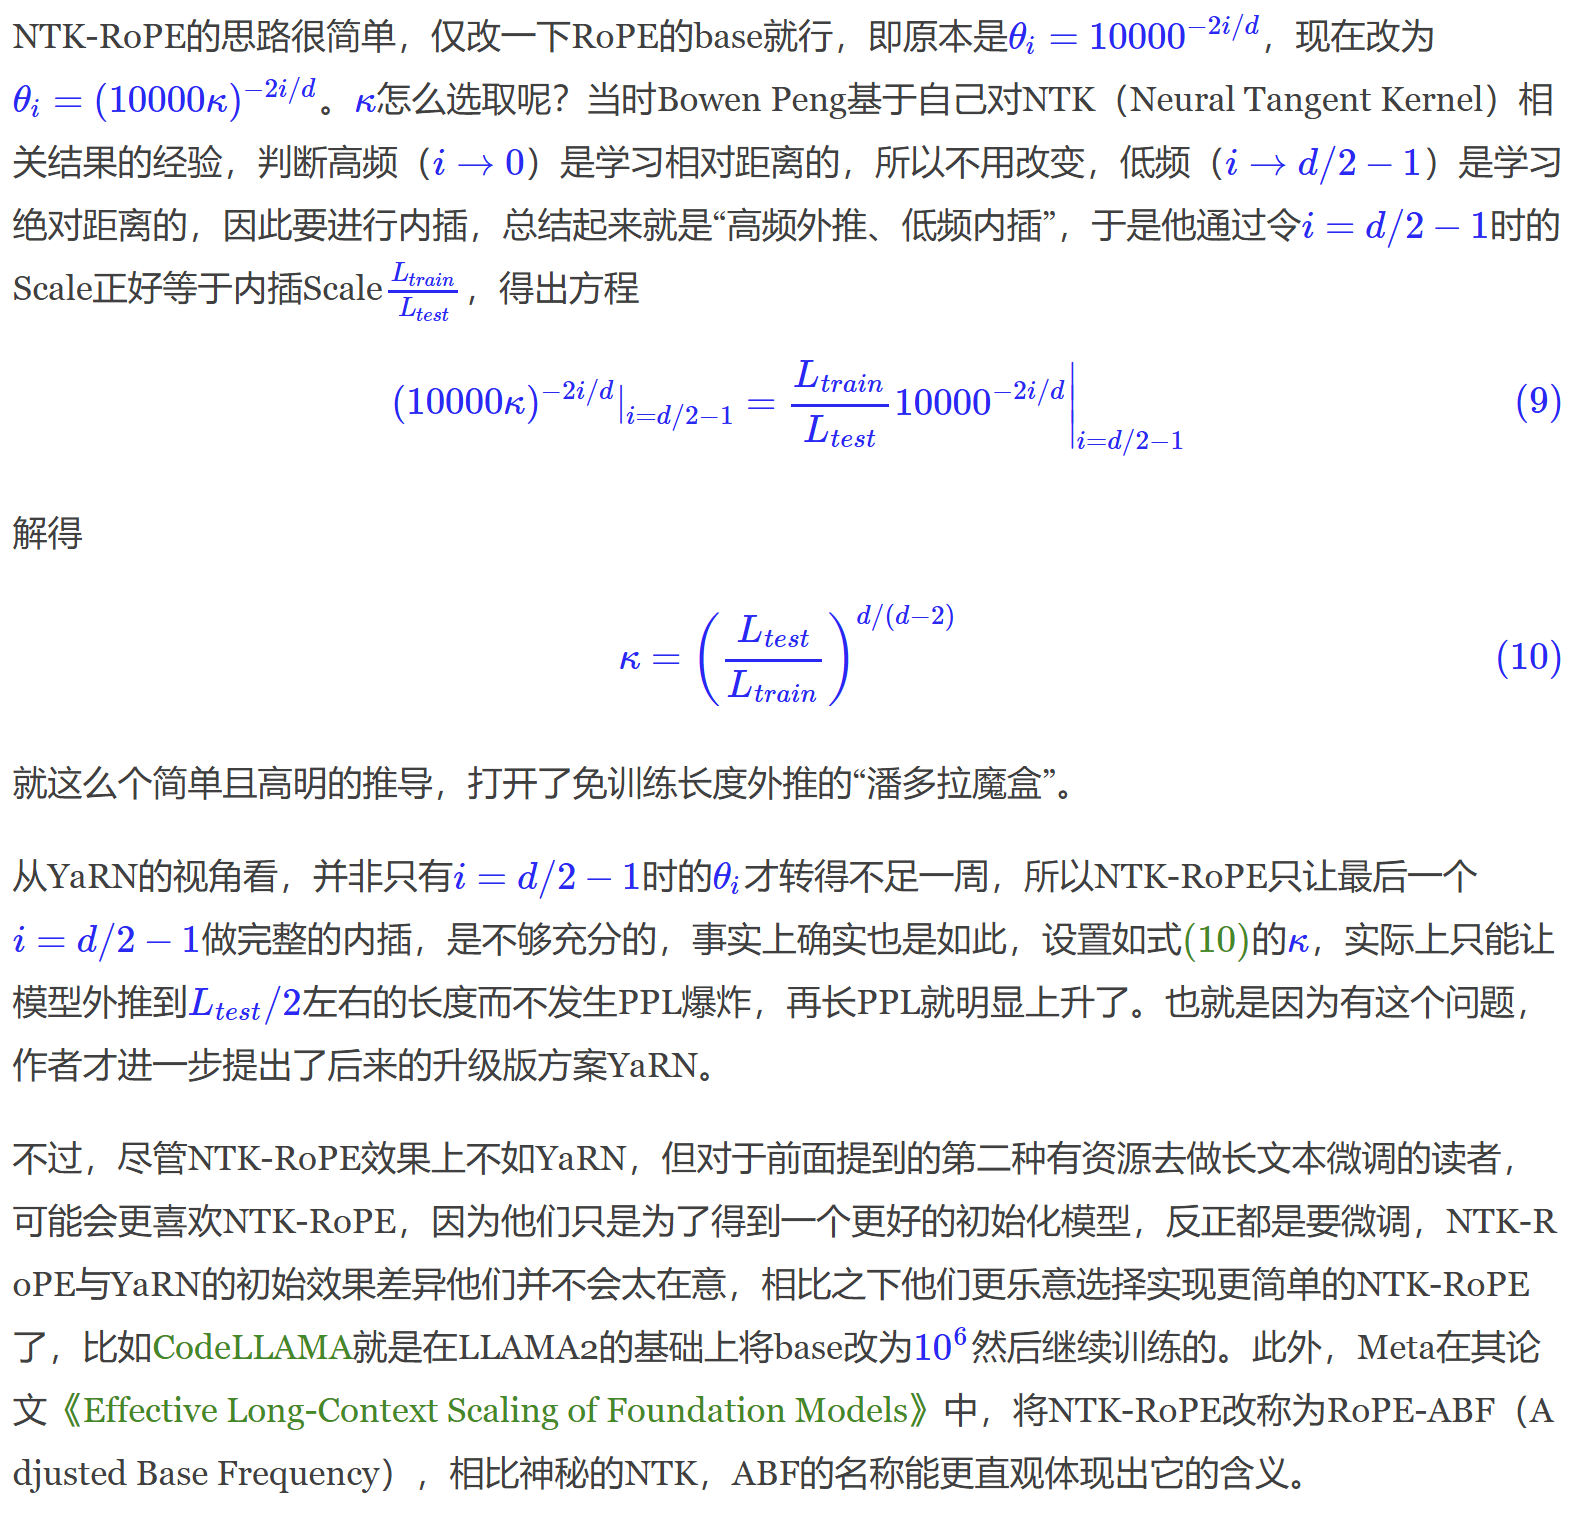 NTK-RoPE的思路很简单，仅改一下RoPE的base就行，即原本是θ_i = 10000^{-2i/d}，现在改为
θ_i = (10000κ)^{-2i/d}。κ怎么选取呢？当时Bowen Peng基于自己对NTK（Neural Tangent Kernel）相
关结果的经验，判断高频（i → 0）是学习相对距离的，所以不用改变，低频（i → d/2 − 1）是学习
绝对距离的，因此要进行内插，总结起来就是“高频外推、低频内插”，于是他通过令i = d/2 − 1时的
Scale正好等于内插Scale \frac{L_{train}}{L_{test}}，得出方程
(10000κ)^{-2i/d}|_{i=d/2-1} = \frac{L_{train}}{L_{test}} 10000^{-2i/d}|_{i=d/2-1} (9)
解得
κ = (\frac{L_{test}}{L_{train}})^{d/(d-2)} (10)
就这么个简单且高明的推导，打开了免训练长度外推的“潘多拉魔盒”。
从YaRN的视角看，并非只有i = d/2 − 1时的θ_i才转得不足一周，所以NTK-RoPE只让最后一个
i = d/2 − 1做完整的内插，是不够充分的，事实上确实也是如此，设置如式(10)的κ，实际上只能让
模型外推到L_{test}/2左右的长度而不发生PPL爆炸，再长PPL就明显上升了。也就是因为有这个问题，
作者才进一步提出了后来的升级版方案YaRN。
不过，尽管NTK-RoPE效果上不如YaRN，但对于前面提到的第二种有资源去做长文本微调的读者，
可能会更喜欢NTK-RoPE，因为他们只是为了得到一个更好的初始化模型，反正都是要微调，NTK-R
oPE与YaRN的初始效果差异他们并不会太在意，相比之下他们更乐意选择实现更简单的NTK-RoPE
了，比如CodeLLAMA就是在LLAMA2的基础上将base改为10^6然后继续训练的。此外，Meta在其论
文《Effective Long-Context Scaling of Foundation Models》中，将NTK-RoPE改称为RoPE-ABF（A
djusted Base Frequency），相比神秘的NTK，ABF的名称能更直观体现出它的含义。